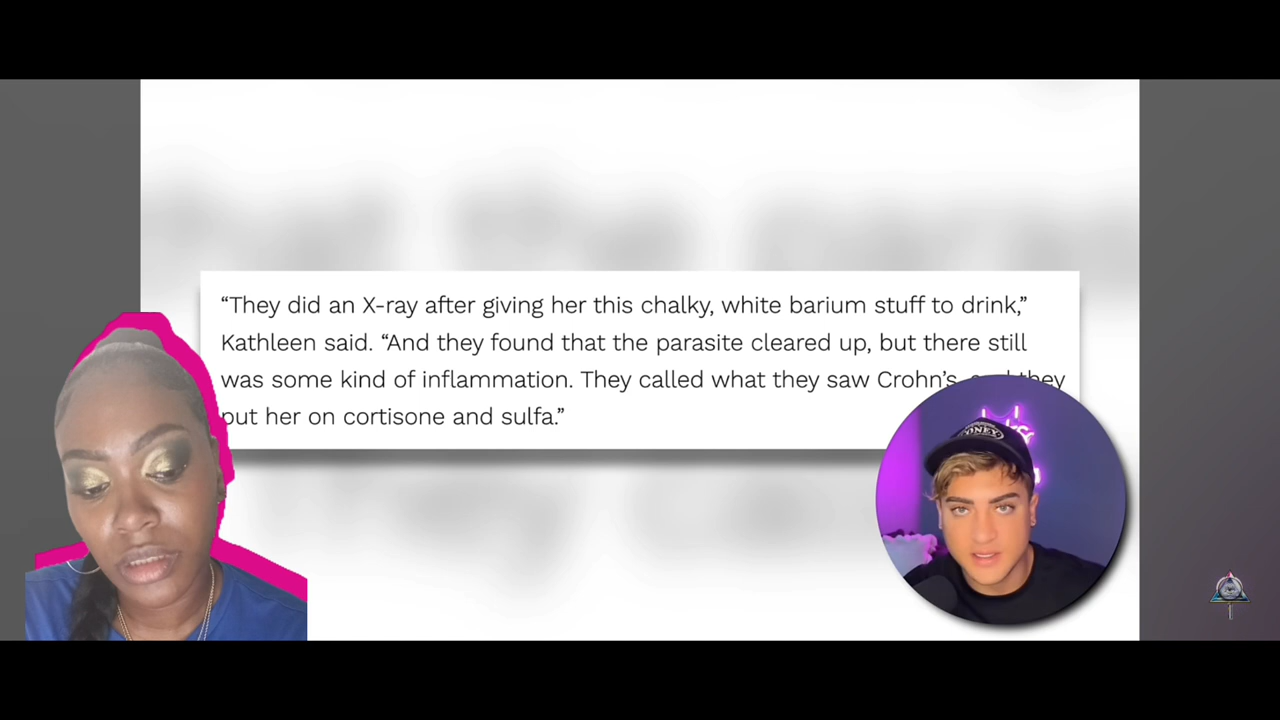 “They did an X-ray after giving her this chalky, white barium stuff to drink,”
Kathleen said. “And they found that the parasite cleared up, but there still
was some kind of inflammation. They called what they saw Crohn’s, and they
put her on cortisone and sulfa.”